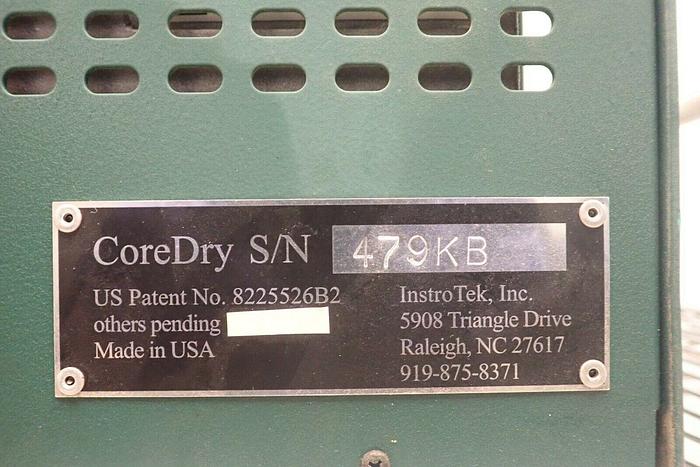 CoreDry S/N 479KB
US Patent No. 8225526B2
others pending
Made in USA
InstroTek, Inc.
5908 Triangle Drive
Raleigh, NC 27617
919-875-8371